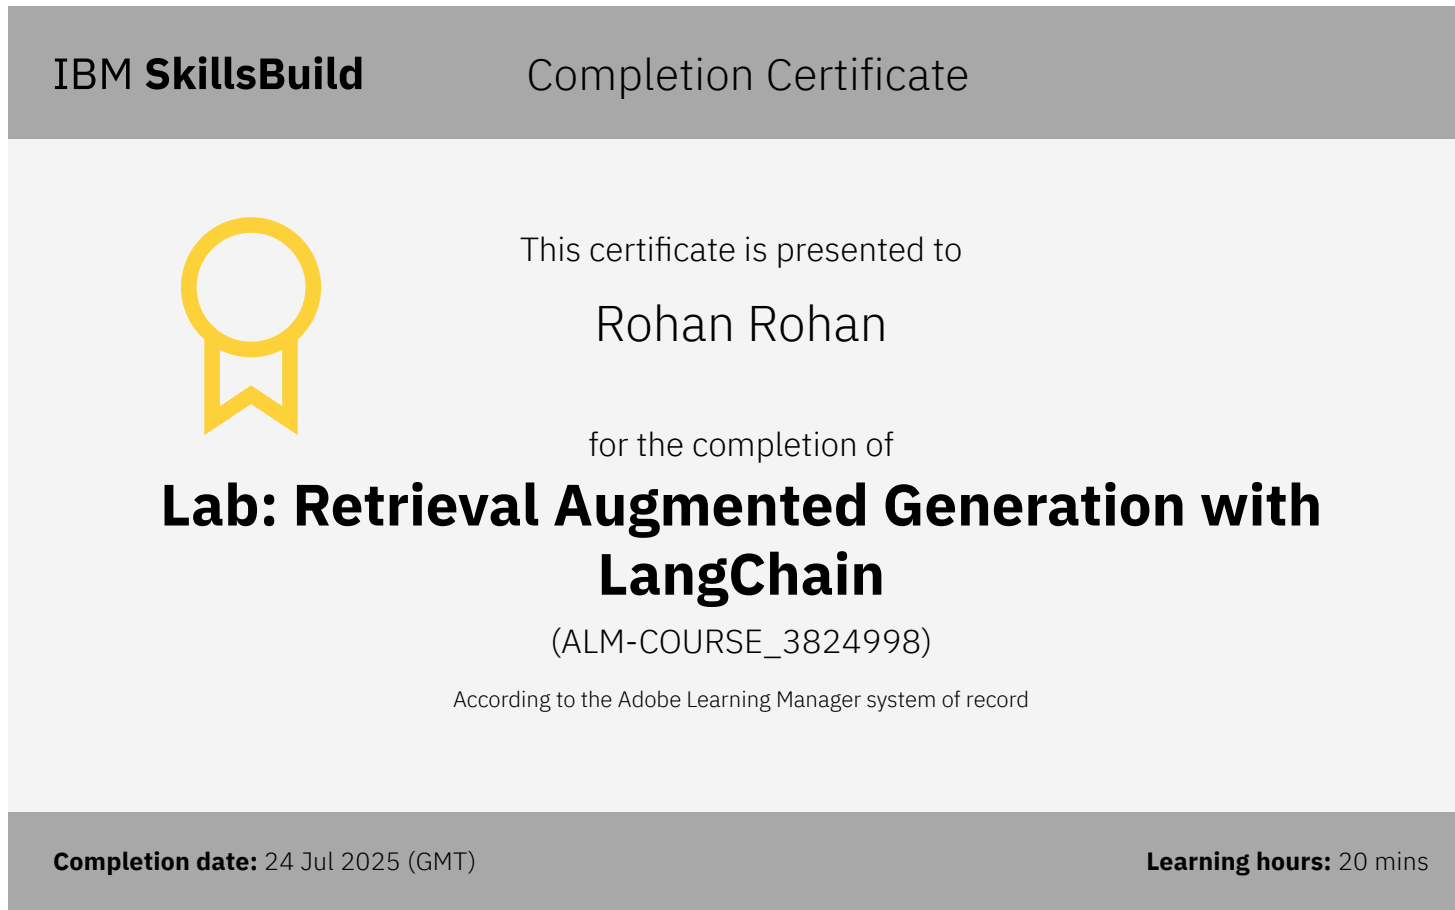 IBM SkillsBuild
Completion Certificate
This certificate is presented to
Rohan Rohan
for the completion of
Lab: Retrieval Augmented Generation with
LangChain
(ALM-COURSE_3824998)
According to the Adobe Learning Manager system of record
Completion date: 24 Jul 2025 (GMT)
Learning hours: 20 mins